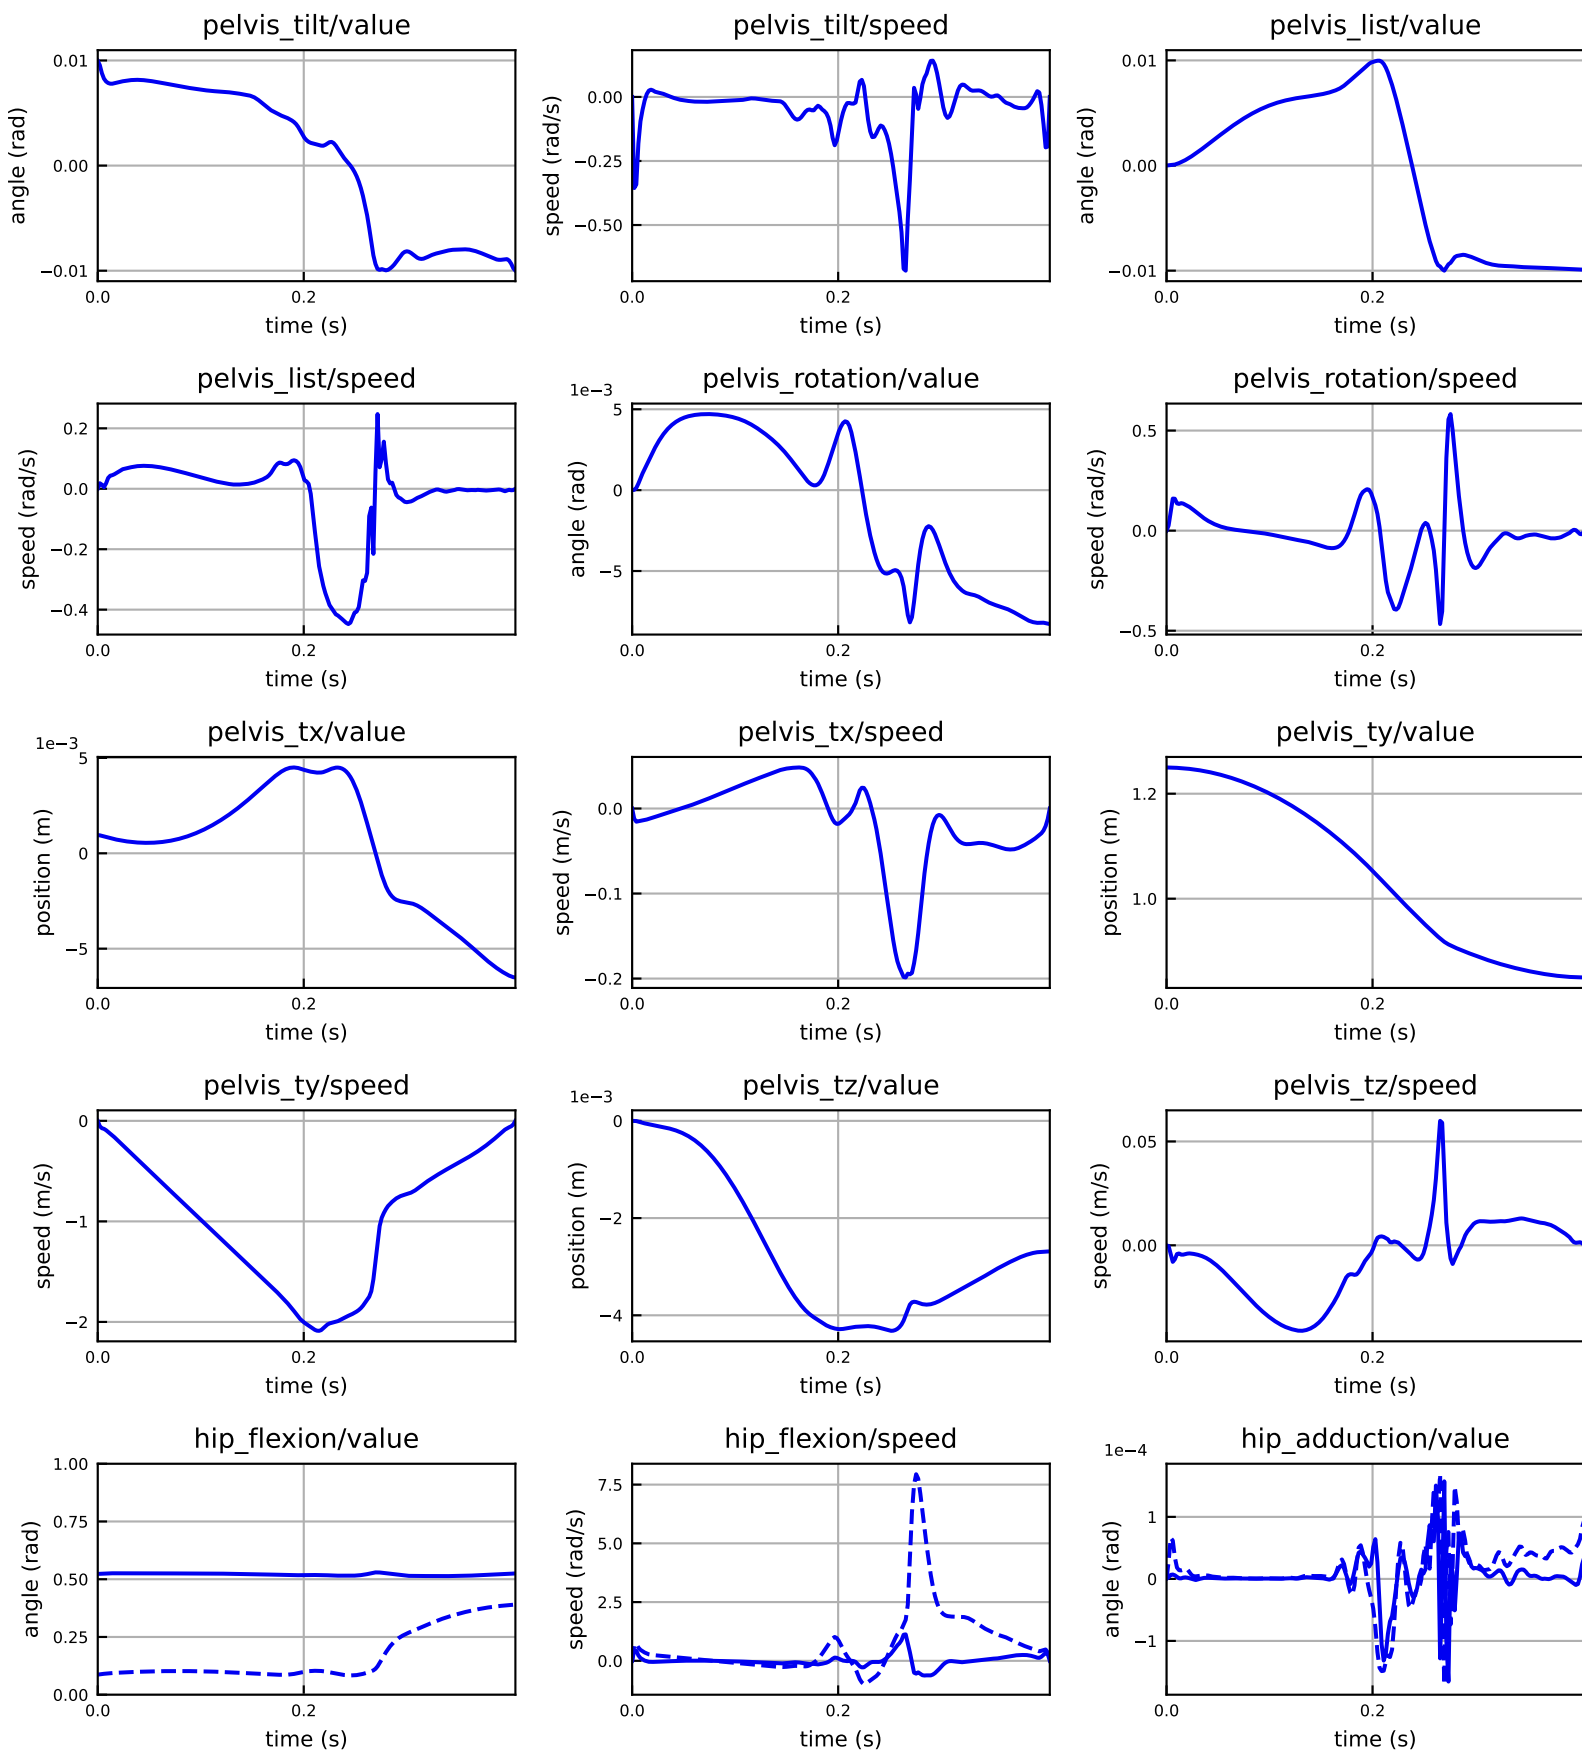 pelvis_tilt/value
pelvis_tilt/speed
pelvis_list/value
0.01
0.00
−0.01
angle (rad)
0.0
0.2
time (s)
0.00
−0.25
−0.50
speed (rad/s)
0.0
0.2
time (s)
0.01
0.00
−0.01
angle (rad)
0.0
0.2
time (s)
pelvis_list/speed
pelvis_rotation/value
pelvis_rotation/speed
0.2
0.0
−0.2
−0.4
speed (rad/s)
0.0
0.2
time (s)
1e−3
5
0
−5
angle (rad)
0.0
0.2
time (s)
0.5
0.0
−0.5
speed (rad/s)
0.0
0.2
time (s)
pelvis_tx/value
pelvis_tx/speed
pelvis_ty/value
1e−3
5
0
−5
position (m)
0.0
0.2
time (s)
0.0
−0.1
−0.2
speed (m/s)
0.0
0.2
time (s)
1.2
1.0
position (m)
0.0
0.2
time (s)
pelvis_ty/speed
pelvis_tz/value
pelvis_tz/speed
0
−1
−2
speed (m/s)
0.0
0.2
time (s)
1e−3
0
−2
−4
position (m)
0.0
0.2
time (s)
0.05
0.00
speed (m/s)
0.0
0.2
time (s)
hip_flexion/value
hip_flexion/speed
hip_adduction/value
1.00
0.75
0.50
0.25
0.00
angle (rad)
0.0
0.2
time (s)
7.5
5.0
2.5
0.0
speed (rad/s)
0.0
0.2
time (s)
1e−4
1
0
−1
angle (rad)
0.0
0.2
time (s)